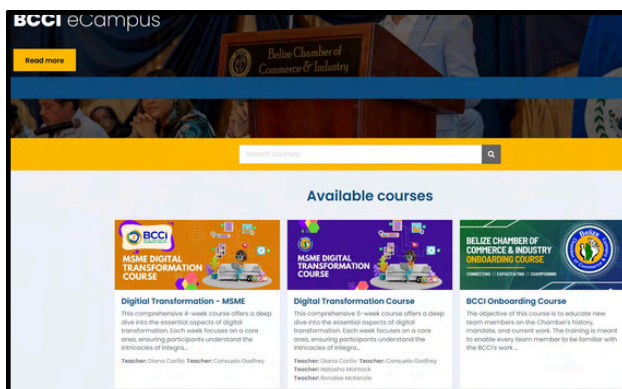 BCCI eCampus
Read more
Belize Chamber of
Commerce & Industry
Search courses
Available courses
BCCI
MSME DIGITAL
TRANSFORMATION
COURSE
Digitial Transformation - MSME
This comprehensive 4-week course offers a deep
dive into the essential aspects of digital
transformation. Each week focuses on a core
area, ensuring participants understand the
intricacies of integra...
Teacher: Diana Carillo Teacher: Consuelo Godfrey
MSME DIGITAL
TRANSFORMATION
COURSE
Digital Transformation Course
This comprehensive 5-week course offers a deep
dive into the essential aspects of digital
transformation. Each week focuses on a core
area, ensuring participants understand the
intricacies of integra...
Teacher: Diana Carillo Teacher: Consuelo Godfrey
Teacher: Natasha Mantock
Teacher: Ronalee McKenzie
BELIZE CHAMBER OF
COMMERCE & INDUSTRY
ONBOARDING COURSE
CONNECTING CAPACITATING CHAMPIONING
Belize
BCCI Onboarding Course
The objective of this course is to educate new
team members on the Chamber's history,
mandate, and current work. The training is meant
to enable every team member to be familiar with
the BCCI's work ...